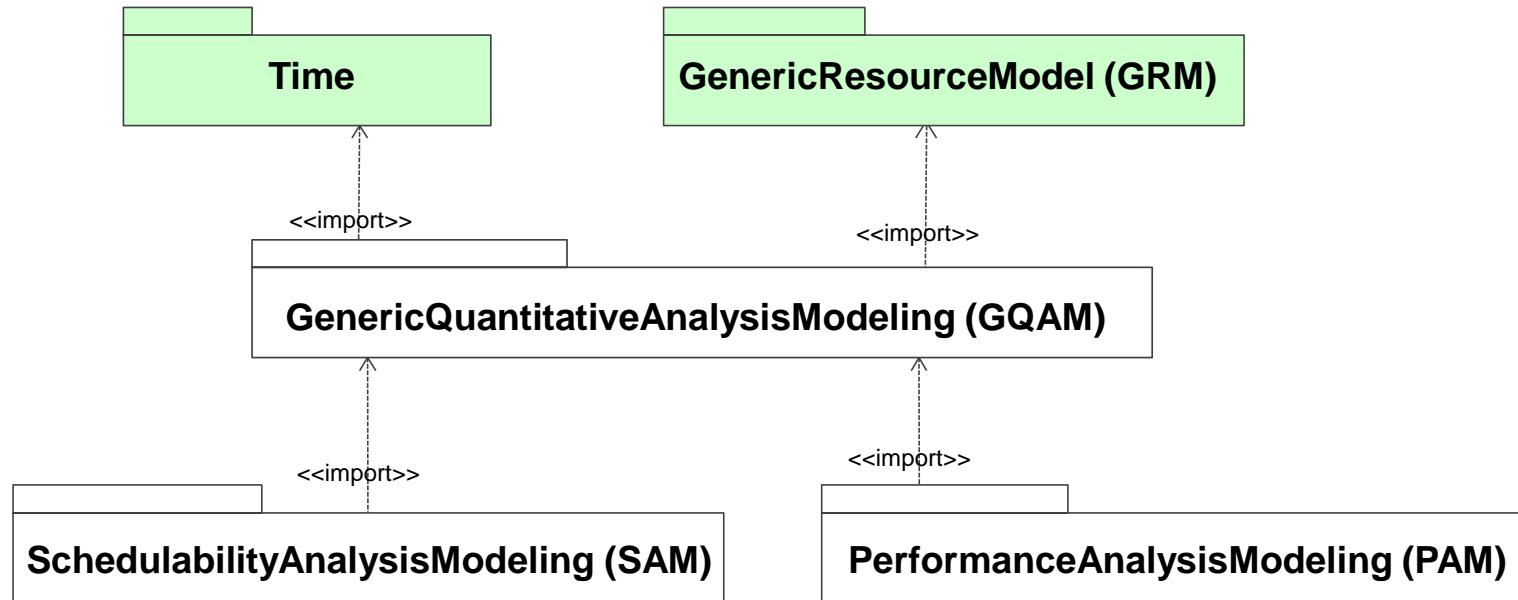 Time
GenericResourceModel (GRM)
<<import>>
<<import>>
GenericQuantitativeAnalysisModeling (GQAM)
<<import>>
<<import>>
SchedulabilityAnalysisModeling (SAM)
PerformanceAnalysisModeling (PAM)